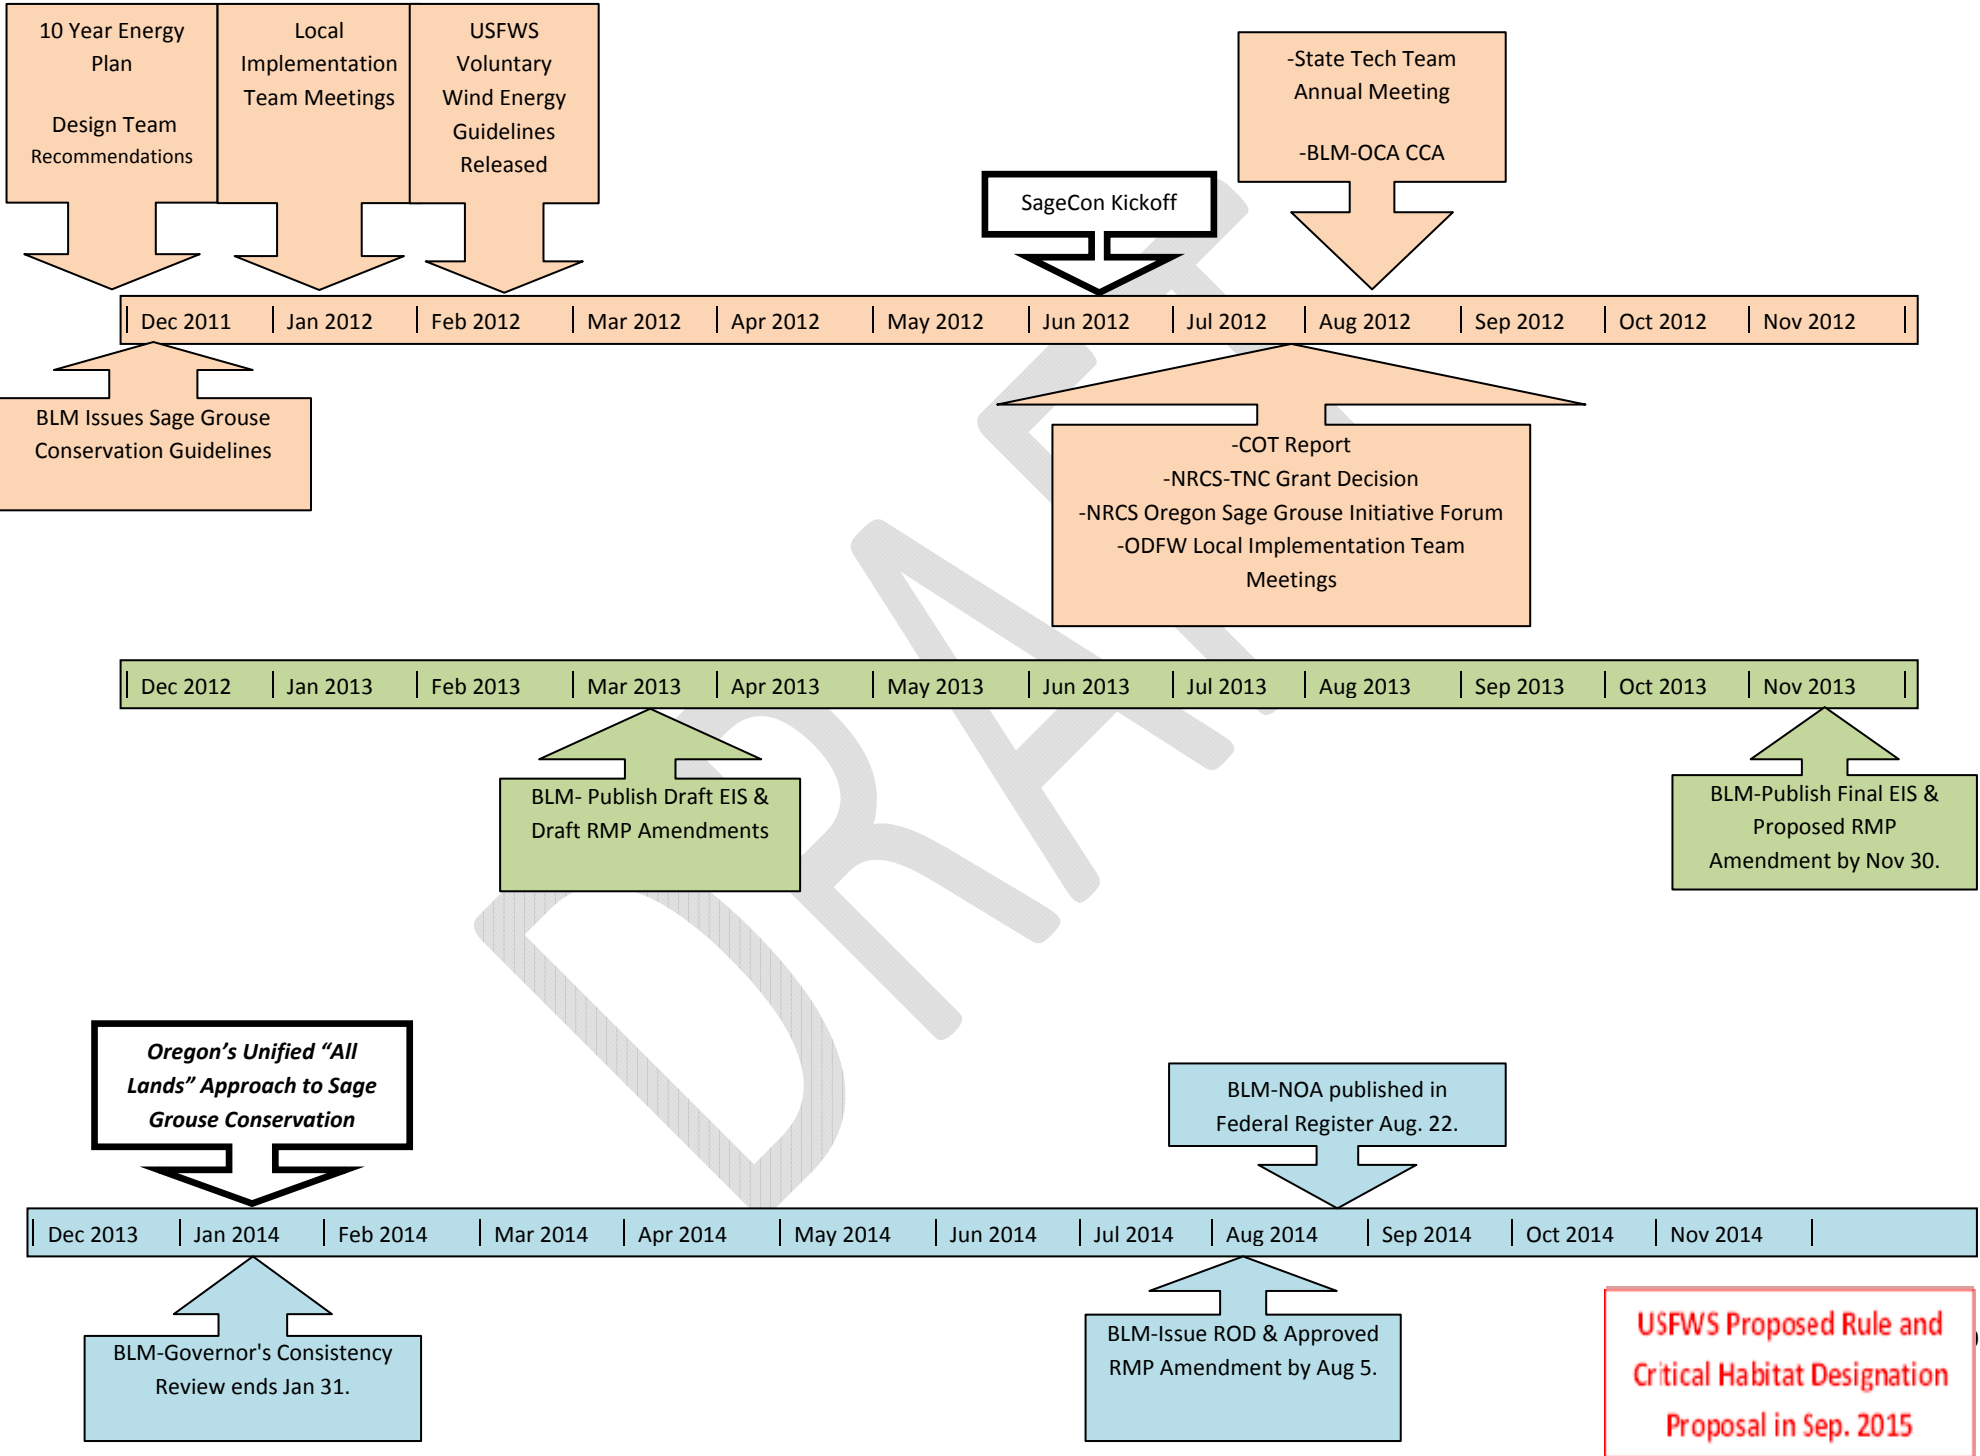 10 Year Energy
Plan
Design Team
Recommendations
Local
Implementation
Team Meetings
USFWS
Voluntary
Wind Energy
Guidelines
Released
SageCon Kickoff
-State Tech Team
Annual Meeting
-BLM-OCA CCA
Dec 2011 Jan 2012 Feb 2012 Mar 2012 Apr 2012 May 2012 Jun 2012 Jul 2012 Aug 2012 Sep 2012 Oct 2012 Nov 2012
BLM Issues Sage Grouse
Conservation Guidelines
-COT Report
-NRCS-TNC Grant Decision
-NRCS Oregon Sage Grouse Initiative Forum
-ODFW Local Implementation Team
Meetings
DRAFT
Dec 2012 Jan 2013 Feb 2013 Mar 2013 Apr 2013 May 2013 Jun 2013 Jul 2013 Aug 2013 Sep 2013 Oct 2013 Nov 2013
BLM- Publish Draft EIS &
Draft RMP Amendments
BLM-Publish Final EIS &
Proposed RMP
Amendment by Nov 30.
Oregon’s Unified “All
Lands” Approach to Sage
Grouse Conservation
BLM-NOA published in
Federal Register Aug. 22.
Dec 2013 Jan 2014 Feb 2014 Mar 2014 Apr 2014 May 2014 Jun 2014 Jul 2014 Aug 2014 Sep 2014 Oct 2014 Nov 2014
BLM-Governor's Consistency
Review ends Jan 31.
BLM-Issue ROD & Approved
RMP Amendment by Aug 5.
USFWS Proposed Rule and
Critical Habitat Designation
Proposal in Sep. 2015